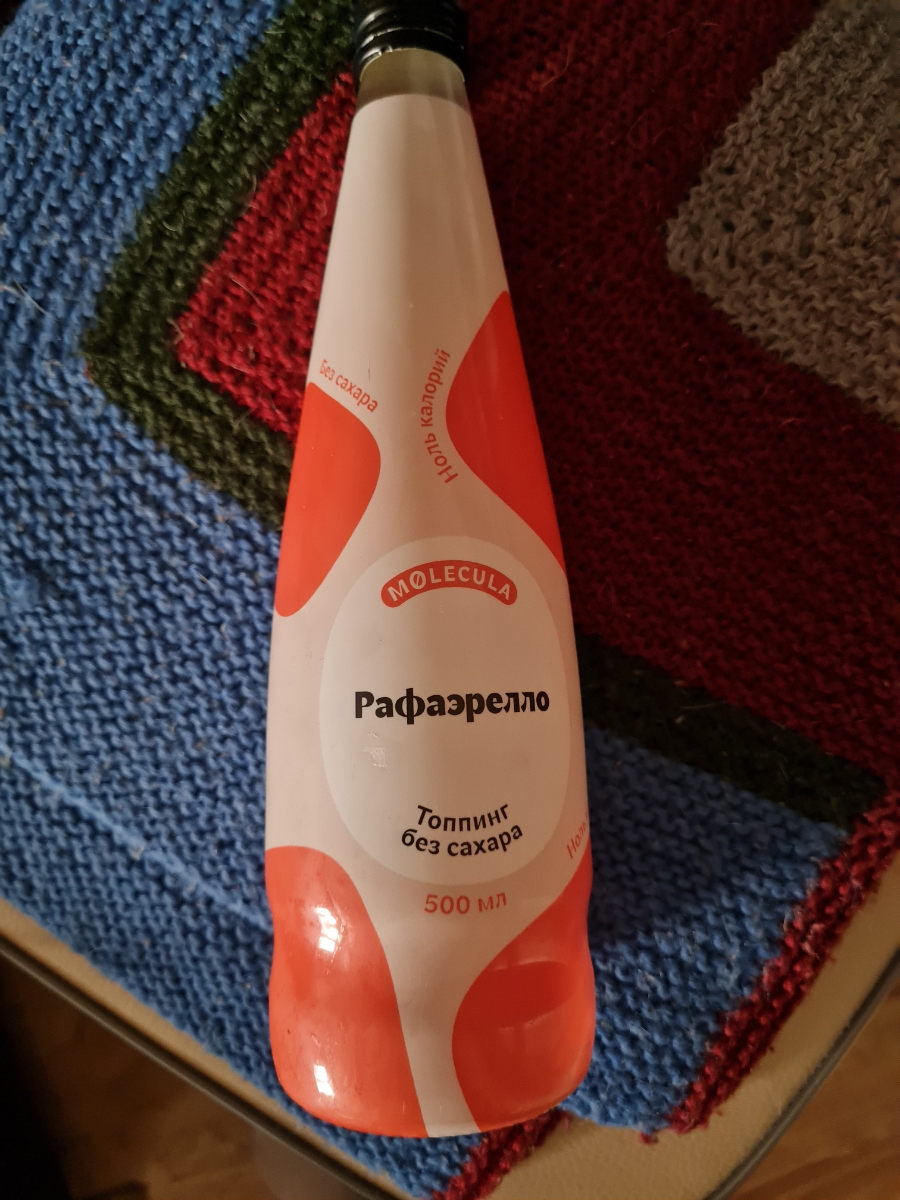 Без сахара
Ноль калорий
MØLECULA
Рафаэрелло
Топпинг
без сахара
500 мл